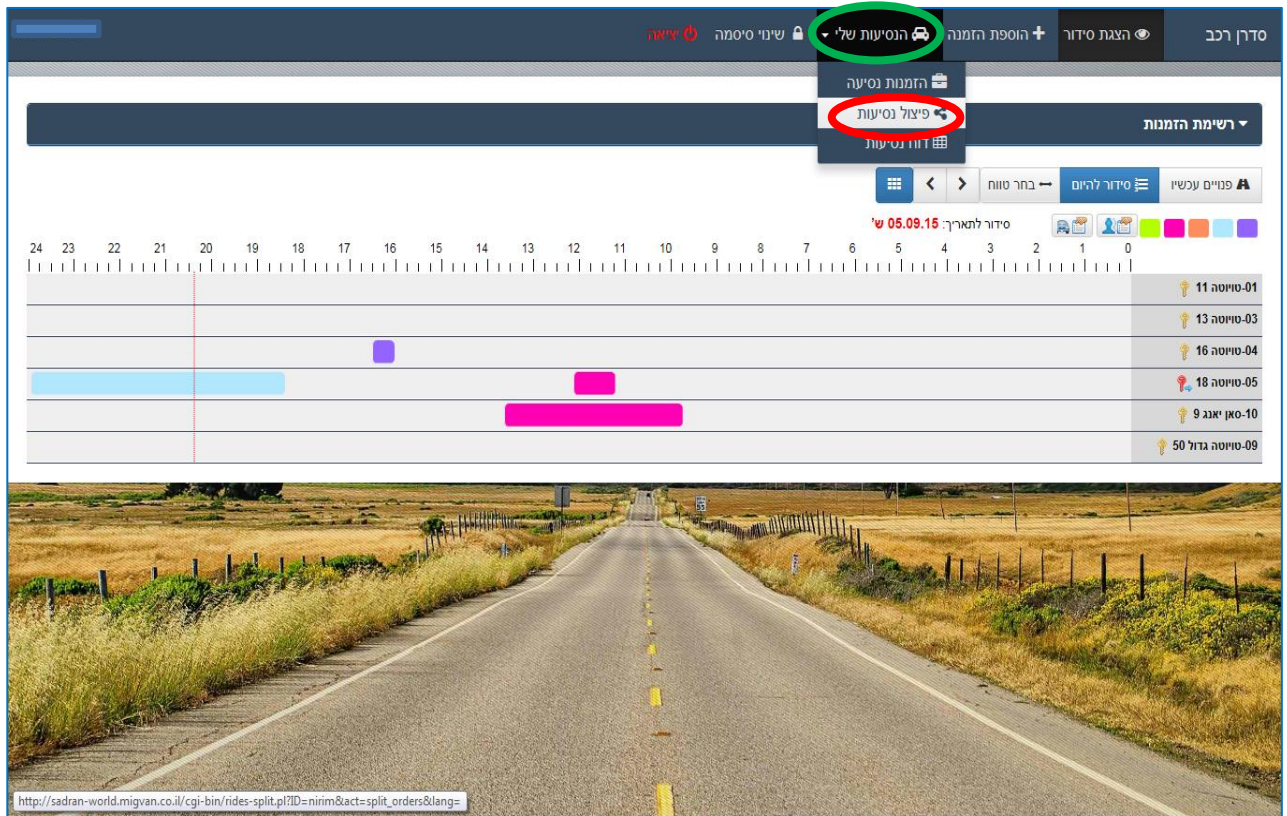 סדרן רכב
הצגת סידור
הוספת הזמנה
הנסיעות שלי
שינוי סיסמה
יציאה
הזמנות נסיעה
פיצול נסיעות
דוח נסיעות
רשימת הזמנות
פנויים עכשיו
סידור להיום
בחר טווח
סידור לתאריך: 05.09.15 ש'
24 23 22 21 20 19 18 17 16 15 14 13 12 11 10 9 8 7 6 5 4 3 2 1 0
01-טויוטה 11
03-טויוטה 13
04-טויוטה 16
05-טויוטה 18
10-סאן יאנג 9
09-טויוטה גדול 50
http://sadran-world.migvan.co.il/cgi-bin/rides-split.pl?ID=nirim&act=split_orders&lang=